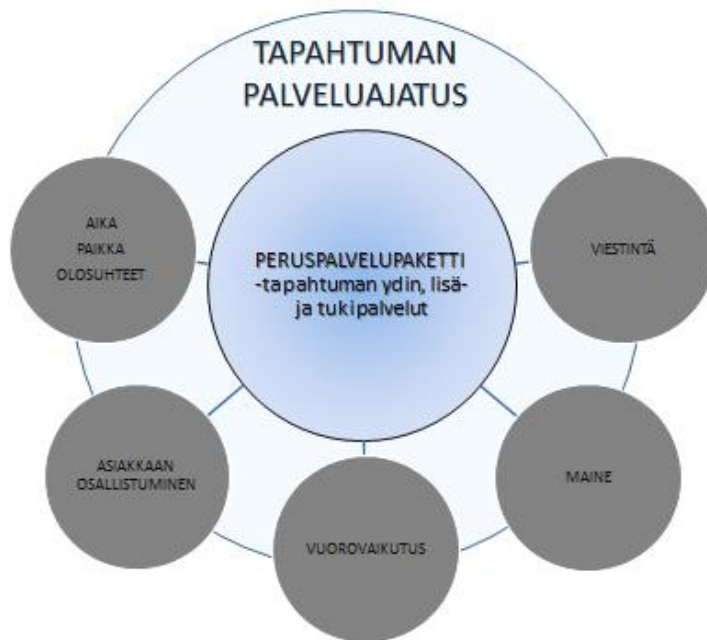 TAPAHTUMAN
PALVELUAJATUS
AIKA
PAIKKA
OLOSUHTEET
PERUSPALVELUPAKETTI
-tapahtuman ydin, lisä-
ja tukipalvelut
VIESTINTÄ
ASIAKKAAN
OSALLISTUMINEN
VUOROVAIKUTUS
MAINE